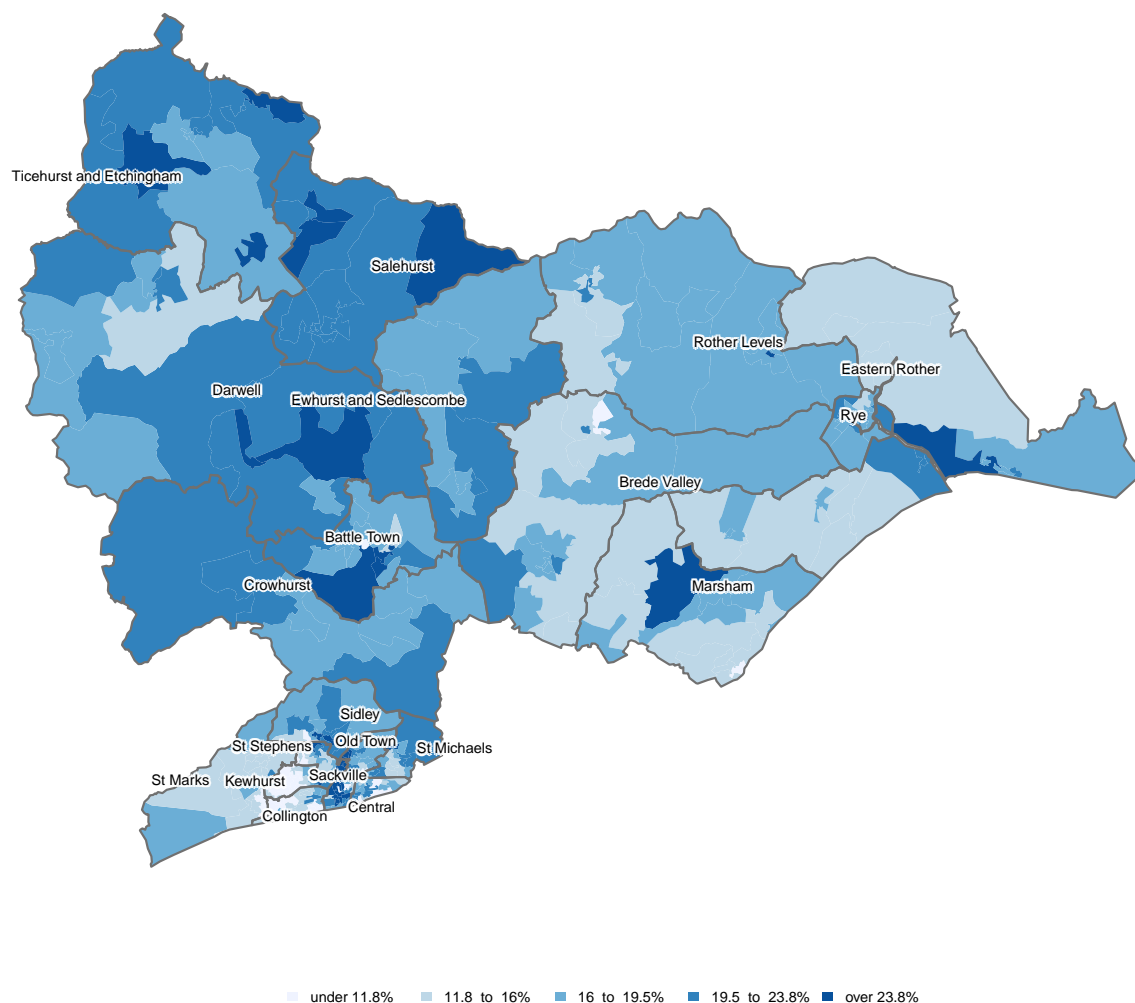 Ticehurst and Etchingham
Salehurst
Rother Levels
Eastern Rother
Darwell
Ewhurst and Sedlescombe
Rye
Brede Valley
Battle Town
Crowhurst
Marsham
Sidley
St Stephens
Old Town
St Michaels
St Marks
Kewhurst
Sackville
Collington
Central
under 11.8% 11.8 to 16% 16 to 19.5% 19.5 to 23.8% over 23.8%